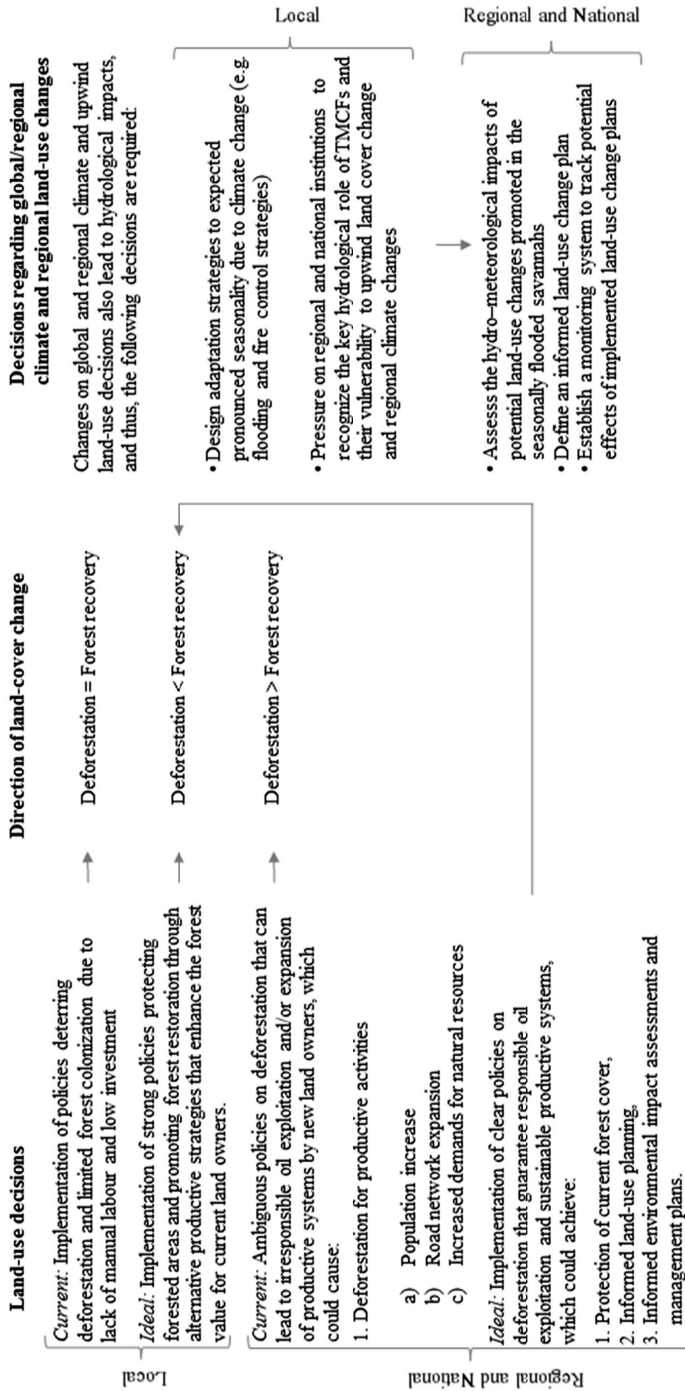 Land-use decisions
Local
Current: Implementation of policies deterring
deforestation and limited forest colonization due to
lack of manual labour and low investment
Ideal: Implementation of strong policies protecting
forested areas and promoting forest restoration through
alternative productive strategies that enhance the forest
value for current land owners.
Regional and National
Current: Ambiguous policies on deforestation that can
lead to irresponsible oil exploitation and/or expansion
of productive systems by new land owners, which
could cause:
1. Deforestation for productive activities
a) Population increase
b) Road network expansion
c) Increased demands for natural resources
Ideal: Implementation of clear policies on
deforestation that guarantee responsible oil
exploitation and sustainable productive systems,
which could achieve:
1. Protection of current forest cover,
2. Informed land-use planning,
3. Informed environmental impact assessments and
management plans.
Direction of land-cover change
→ Deforestation = Forest recovery
→ Deforestation < Forest recovery
→ Deforestation > Forest recovery
Decisions regarding global/regional
climate and regional land-use changes
Changes on global and regional climate and upwind
land-use decisions also lead to hydrological impacts,
and thus, the following decisions are required:
• Design adaptation strategies to expected
pronounced seasonality due to climate change (e.g.
flooding and fire control strategies)
• Pressure on regional and national institutions to
recognize the key hydrological role of TMCFs and
their vulnerability to upwind land cover change
and regional climate changes
Local
→
• Assesss the hydro–meteorological impacts of
potential land-use changes promoted in the
seasonally flooded savannahs
• Define an informed land-use change plan
• Establish a monitoring system to track potential
effects of implemented land-use change plans
Regional and National